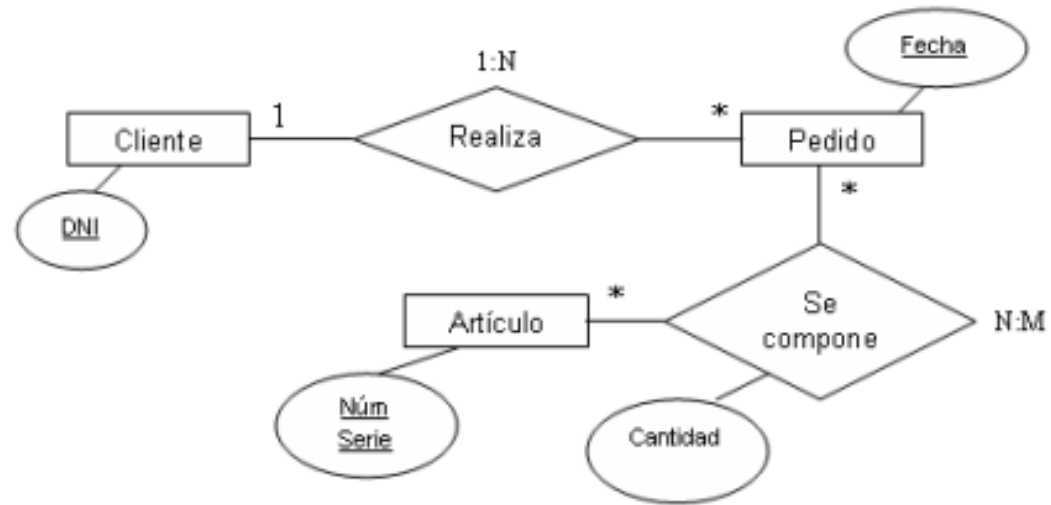 Fecha
1:N
Cliente
1
Realiza
*
Pedido
*
DNI
Artículo
*
Se
compone
N:M
Núm
Serie
Cantidad